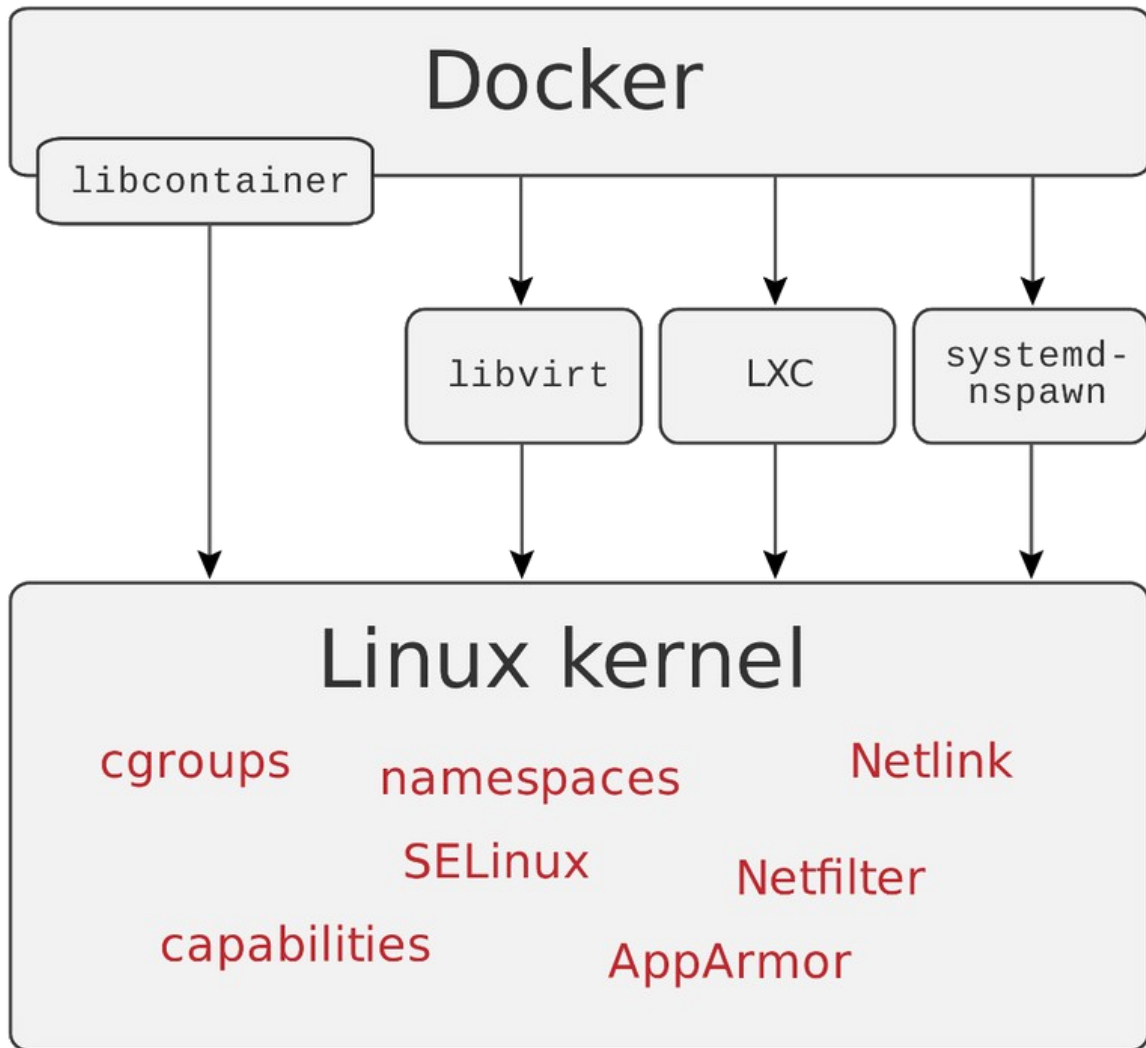 Docker
libcontainer
libvirt
LXC
systemd-
nspawn
Linux kernel
cgroups
namespaces
Netlink
SELinux
Netfilter
capabilities
AppArmor